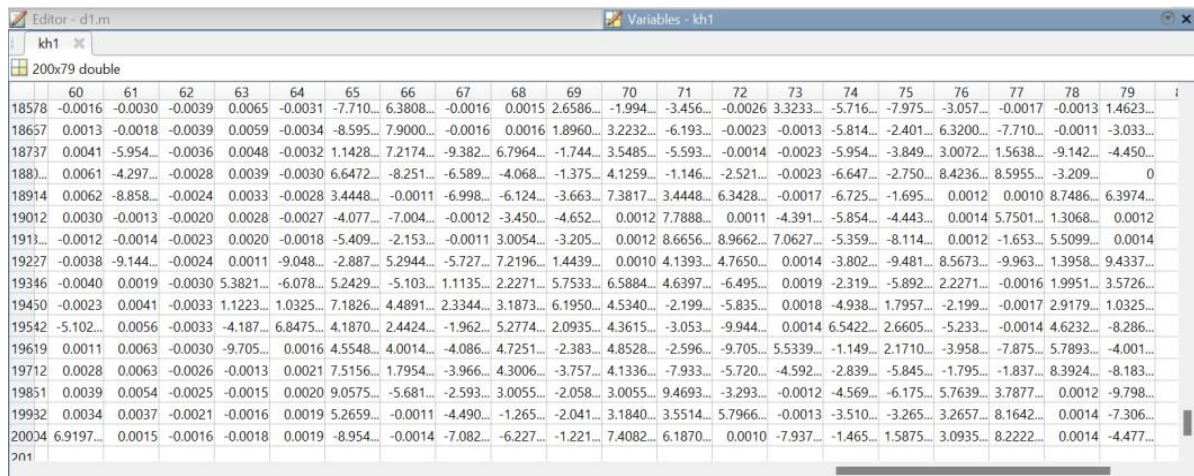 Editor - d1.m
Variables - kh1
kh1
200x79 double
60 61 62 63 64 65 66 67 68 69 70 71 72 73 74 75 76 77 78 79
18578 -0.0016 -0.0030 -0.0039 0.0065 -0.0031 -7.710... 6.3808... -0.0016 0.0015 2.6586... -1.994... -3.456... -0.0026 3.3233... -5.716... -7.975... -3.057... -0.0017 -0.0013 1.4623...
18667 0.0013 -0.0018 -0.0039 0.0059 -0.0034 -8.595... 7.9000... -0.0016 0.0016 1.8960... 3.2232... -6.193... -0.0023 -0.0013 -5.814... -2.401... 6.3200... -7.710... -0.0011 -3.033...
18737 0.0041 -5.954... -0.0036 0.0048 -0.0032 1.1428... 7.2174... -9.382... 6.7964... -1.744... 3.5485... -5.593... -0.0014 -0.0023 -5.954... -3.849... 3.0072... 1.5638... -9.142... -4.450...
188)... 0.0061 -4.297... -0.0028 0.0039 -0.0030 6.6472... -8.251... -6.589... -4.068... -1.375... 4.1259... -1.146... -2.521... -0.0023 -6.647... -2.750... 8.4236... 8.5955... -3.209... 0
18914 0.0062 -8.858... -0.0024 0.0033 -0.0028 3.4448... -0.0011 -6.998... -6.124... -3.663... 7.3817... 3.4448... 6.3428... -0.0017 -6.725... -1.695... 0.0012 0.0010 8.7486... 6.3974...
19012 0.0030 -0.0013 -0.0020 0.0028 -0.0027 -4.077... -7.004... -0.0012 -3.450... -4.652... 0.0012 7.7888... 0.0011 -4.391... -5.854... -4.443... 0.0014 5.7501... 1.3068... 0.0012
1913... -0.0012 -0.0014 -0.0023 0.0020 -0.0018 -5.409... -2.153... -0.0011 3.0054... -3.205... 0.0012 8.6656... 8.9662... 7.0627... -5.359... -8.114... 0.0012 -1.653... 5.5099... 0.0014
19227 -0.0038 -9.144... -0.0024 0.0011 -9.048... -2.887... 5.2944... -5.727... 7.2196... 1.4439... 0.0010 4.1393... 4.7650... 0.0014 -3.802... -9.481... 8.5673... -9.963... 1.3958... 9.4337...
19346 -0.0040 0.0019 -0.0030 5.3821... -6.078... 5.2429... -5.103... 1.1135... 2.2271... 5.7533... 6.5884... 4.6397... -6.495... 0.0019 -2.319... -5.892... 2.2271... -0.0016 1.9951... 3.5726...
19450 -0.0023 0.0041 -0.0033 1.1223... 1.0325... 7.1826... 4.4891... 2.3344... 3.1873... 6.1950... 4.5340... -2.199... -5.835... 0.0018 -4.938... 1.7957... -2.199... -0.0017 2.9179... 1.0325...
19542 -5.102... 0.0056 -0.0033 -4.187... 6.8475... 4.1870... 2.4424... -1.962... 5.2774... 2.0935... 4.3615... -3.053... -9.944... 0.0014 6.5422... 2.6605... -5.233... -0.0014 4.6232... -8.286...
19619 0.0011 0.0063 -0.0030 -9.705... 0.0016 4.5548... 4.0014... -4.086... 4.7251... -2.383... 4.8528... -2.596... -9.705... 5.5339... -1.149... 2.1710... -3.958... -7.875... 5.7893... -4.001...
19712 0.0028 0.0063 -0.0026 -0.0013 0.0021 7.5156... 1.7954... -3.966... 4.3006... -3.757... 4.1336... -7.933... -5.720... -4.592... -2.839... -5.845... -1.795... -1.837... 8.3924... -8.183...
19851 0.0039 0.0054 -0.0025 -0.0015 0.0020 9.0575... -5.681... -2.593... 3.0055... -2.058... 3.0055... 9.4693... -3.293... -0.0012 -4.569... -6.175... 5.7639... 3.7877... 0.0012 -9.798...
19982 0.0034 0.0037 -0.0021 -0.0016 0.0019 5.2659... -0.0011 -4.490... -1.265... -2.041... 3.1840... 3.5514... 5.7966... -0.0013 -3.510... -3.265... 3.2657... 8.1642... 0.0014 -7.306...
20004 6.9197... 0.0015 -0.0016 -0.0018 0.0019 -8.954... -0.0014 -7.082... -6.227... -1.221... 7.4082... 6.1870... 0.0010 -7.937... -1.465... 1.5875... 3.0935... 8.2222... 0.0014 -4.477...
201